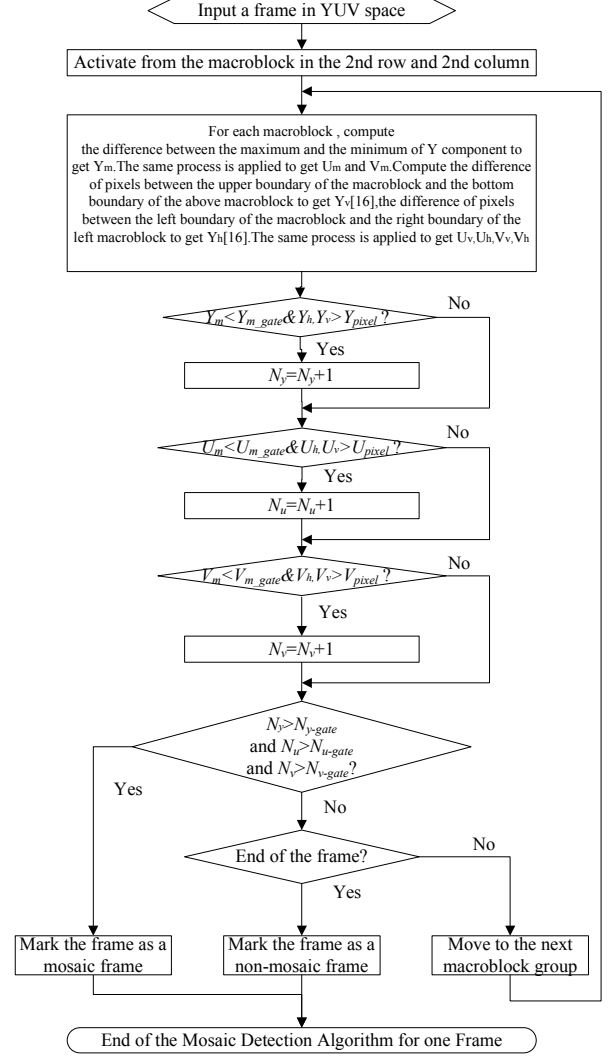 Input a frame in YUV space
Activate from the macroblock in the 2nd row and 2nd column
For each macroblock , compute
the difference between the maximum and the minimum of Y component to
get Ym.The same process is applied to get Um and Vm.Compute the difference
of pixels between the upper boundary of the macroblock and the bottom
boundary of the above macroblock to get Yv[16],the difference of pixels
between the left boundary of the macroblock and the right boundary of the
left macroblock to get Yh[16].The same process is applied to get Uv,Uh,Vv,Vh
Ym<Ym_gate&Yh,Yv>Ypixel?
No
Yes
Ny=Ny+1
Um<Um_gate&Uh,Uv>Upixel?
No
Yes
Nu=Nu+1
Vm<Vm_gate&Vh,Vv>Vpixel?
No
Yes
Nv=Nv+1
Ny>Ny-gate
and Nu>Nu-gate
and Nv>Nv-gate?
Yes
No
End of the frame?
No
Yes
Mark the frame as a
mosaic frame
Mark the frame as a
non-mosaic frame
Move to the next
macroblock group
End of the Mosaic Detection Algorithm for one Frame